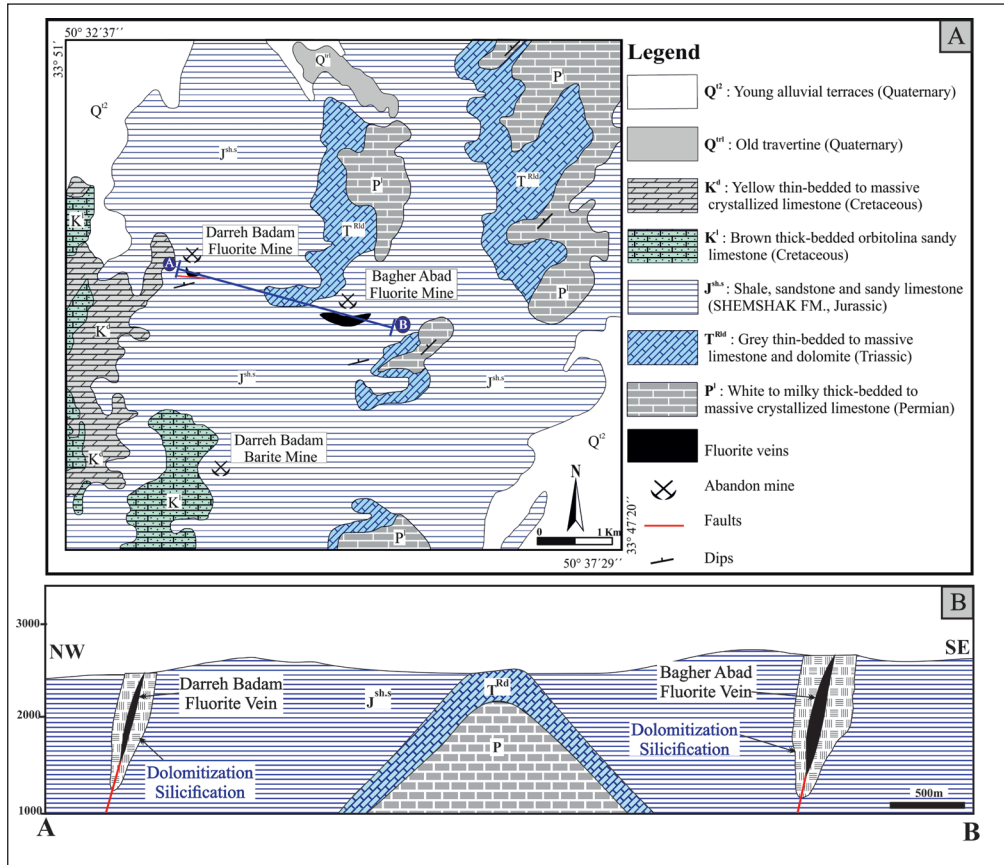 A
50° 32´37´´
33° 51´
Q^trl
P^l
Q^t2
J^sh.s
P^l
T^Rld
K^l
T^Rld
Darreh Badam
Fluorite Mine
A
Bagher Abad
Fluorite Mine
P^l
B
K^d
J^sh.s
J^sh.s
Darreh Badam
Barite Mine
Q^t2
K^d
K^l
N
P^l
0
1 Km
33° 47´20´´
50° 37´29´´
Legend
Q^t2 : Young alluvial terraces (Quaternary)
Q^trl : Old travertine (Quaternary)
K^d : Yellow thin-bedded to massive
crystallized limestone (Cretaceous)
K^l : Brown thick-bedded orbitolina sandy
limestone (Cretaceous)
J^sh.s : Shale, sandstone and sandy limestone
(SHEMSHAK FM., Jurassic)
T^Rld : Grey thin-bedded to massive
limestone and dolomite (Triassic)
P^l : White to milky thick-bedded to
massive crystallized limestone (Permian)
Fluorite veins
Abandon mine
Faults
Dips
B
3000
NW
SE
Darreh Badam
Fluorite Vein
J^sh.s
T^Rd
Bagher Abad
Fluorite Vein
2000
P
Dolomitization
Silicification
Dolomitization
Silicification
500m
1000
A
B